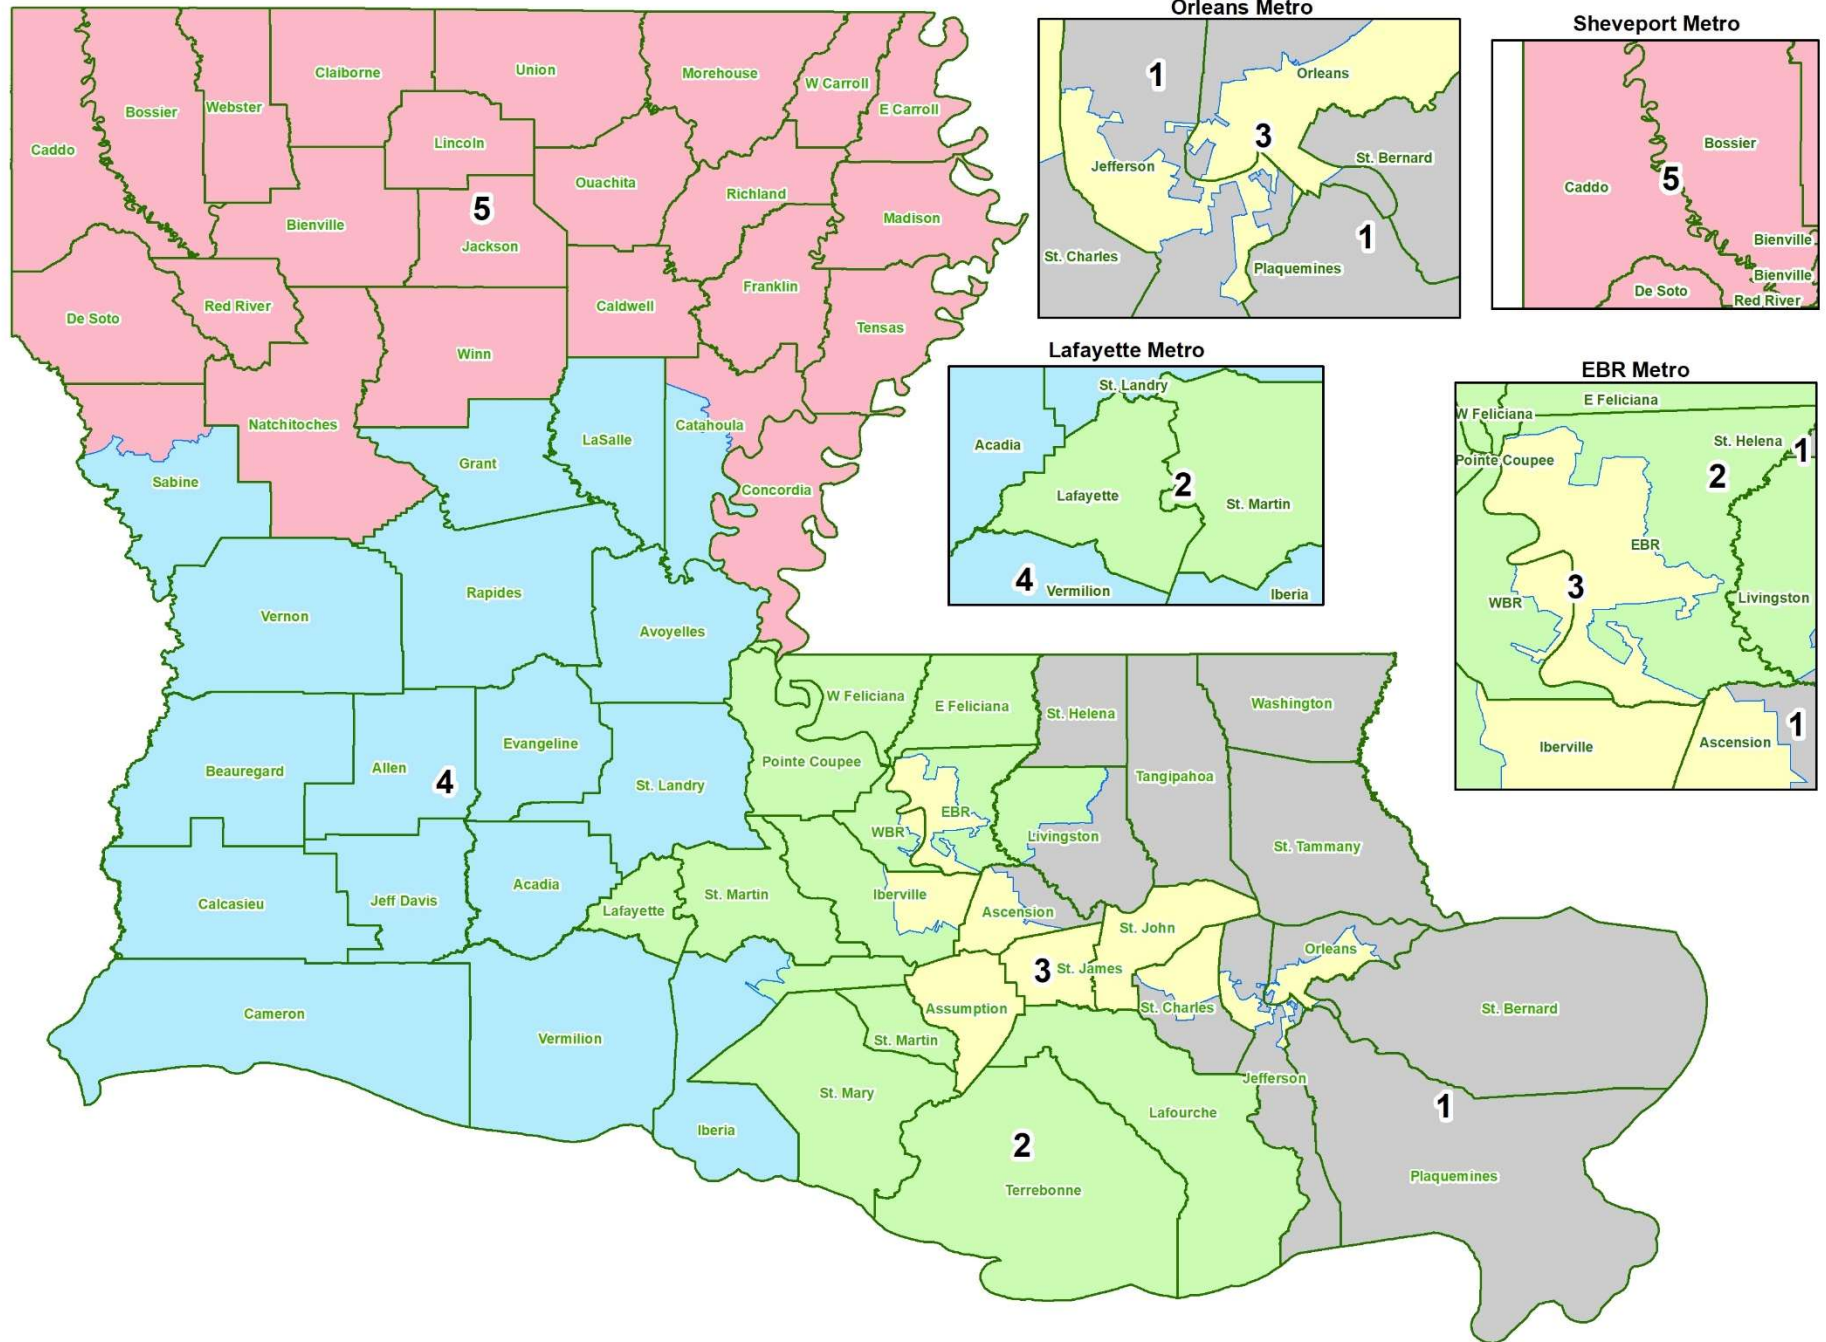 Orleans Metro
1
Orleans
3
Jefferson
St. Bernard
1
St. Charles
Plaquemines
Sheveport Metro
Bossier
5
Caddo
Bienville
Bienville
De Soto
Red River
Lafayette Metro
St. Landry
Acadia
2
Lafayette
St. Martin
4
Vermilion
Iberia
EBR Metro
E Feliciana
W Feliciana
St. Helena
1
Pointe Coupee
2
EBR
3
WBR
Livingston
1
Iberville
Ascension
Claiborne
Union
Morehouse
W Carroll
Bossier
Webster
E Carroll
Caddo
Lincoln
Ouachita
Richland
5
Madison
Bienville
Jackson
Franklin
Red River
Caldwell
De Soto
Tensas
Winn
Natchitoches
Catahoula
LaSalle
Grant
Sabine
Concordia
Rapides
Vernon
Avoyelles
W Feliciana
E Feliciana
St. Helena
Washington
Evangeline
Pointe Coupee
Beauregard
Allen
4
Tangipahoa
St. Landry
EBR
WBR
Livingston
St. Tammany
Acadia
Calcasieu
Jeff Davis
St. Martin
Iberville
Lafayette
Ascension
St. John
Orleans
3
St. James
Cameron
Assumption
St. Charles
St. Bernard
Vermilion
St. Martin
Jefferson
St. Mary
1
Lafourche
Iberia
2
Plaquemines
Terrebonne